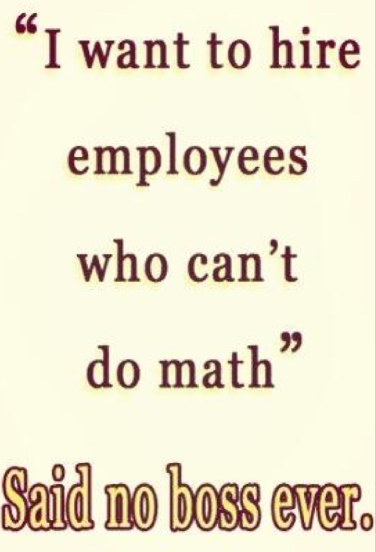 “I want to hire
employees
who can’t
do math”
Said no boss ever.